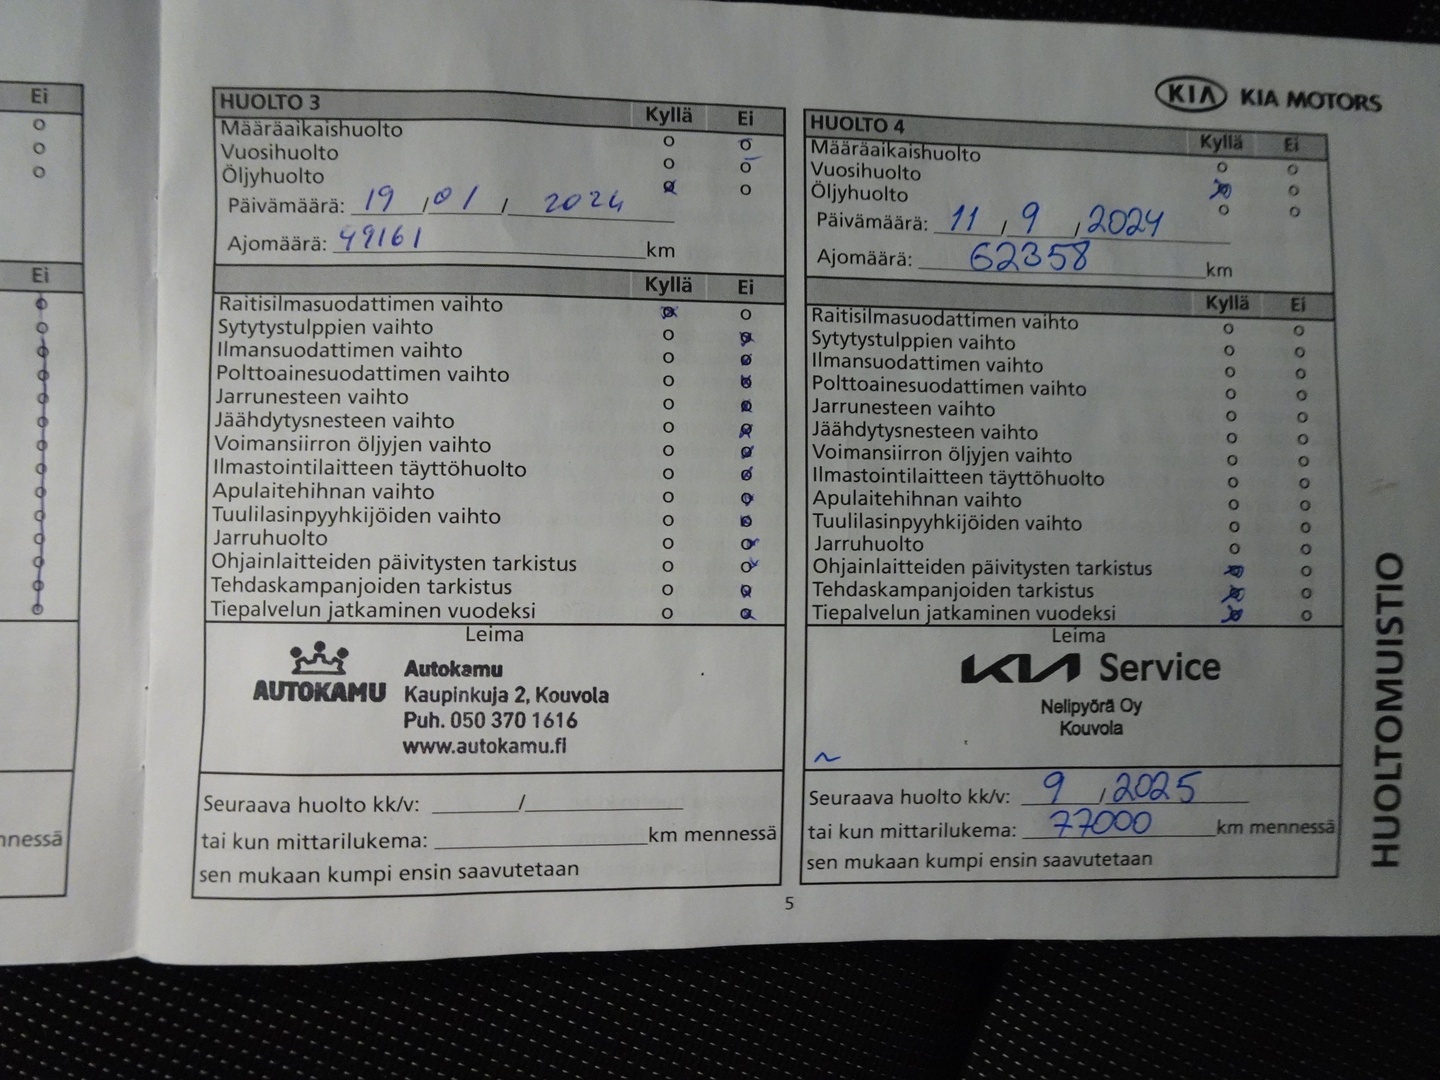 Ei
Ei
nnessä
HUOLTO 3
Kyllä Ei
Määräaikaishuolto
Vuosihuolto
Öljyhuolto
Päivämäärä: 19 / 01 / 2024
Ajomäärä: 49161 km
Kyllä Ei
Raitisilmasuodattimen vaihto
Sytytystulppien vaihto
Ilmansuodattimen vaihto
Polttoainesuodattimen vaihto
Jarrunesteen vaihto
Jäähdytysnesteen vaihto
Voimansiirron öljyjen vaihto
Ilmastointilaitteen täyttöhuolto
Apulaitehihnan vaihto
Tuulilasinpyyhkijöiden vaihto
Jarruhuolto
Ohjainlaitteiden päivitysten tarkistus
Tehdaskampanjoiden tarkistus
Tiepalvelun jatkaminen vuodeksi
Leima
AUTOKAMU
Autokamu
Kaupinkuja 2, Kouvola
Puh. 050 370 1616
www.autokamu.fi
Seuraava huolto kk/v: /
tai kun mittarilukema: km mennessä
sen mukaan kumpi ensin saavutetaan
KIA KIA MOTORS
HUOLTO 4
Kyllä Ei
Määräaikaishuolto
Vuosihuolto
Öljyhuolto
Päivämäärä: 11 / 9 / 2024
Ajomäärä: 62358 km
Kyllä Ei
Raitisilmasuodattimen vaihto
Sytytystulppien vaihto
Ilmansuodattimen vaihto
Polttoainesuodattimen vaihto
Jarrunesteen vaihto
Jäähdytysnesteen vaihto
Voimansiirron öljyjen vaihto
Ilmastointilaitteen täyttöhuolto
Apulaitehihnan vaihto
Tuulilasinpyyhkijöiden vaihto
Jarruhuolto
Ohjainlaitteiden päivitysten tarkistus
Tehdaskampanjoiden tarkistus
Tiepalvelun jatkaminen vuodeksi
Leima
KIA Service
Nelipyörä Oy
Kouvola
Seuraava huolto kk/v: 9 / 2025
tai kun mittarilukema: 77000 km mennessä
sen mukaan kumpi ensin saavutetaan
5
HUOLTOMUISTIO